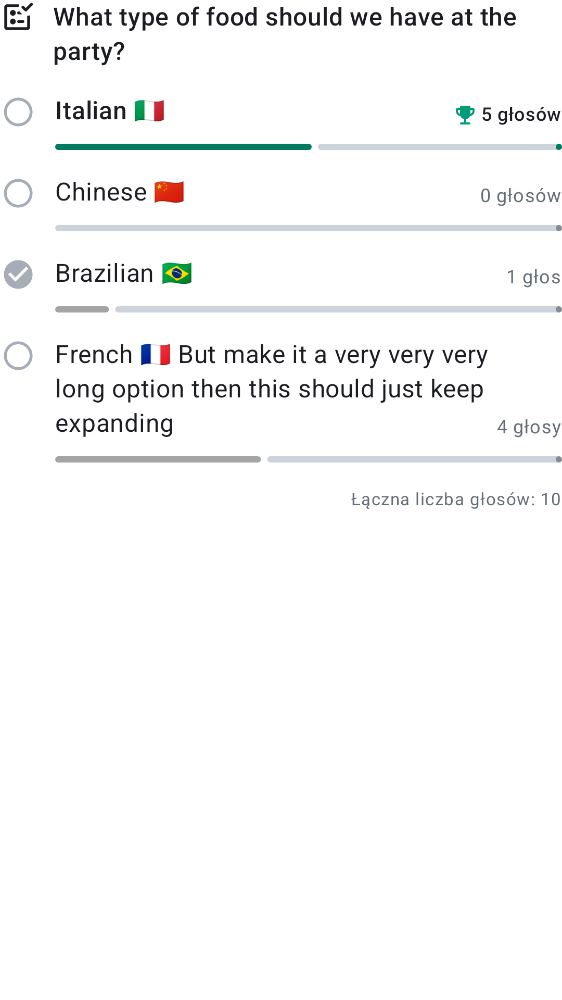 What type of food should we have at the
party?
Italian 🇮🇹
5 głosów
Chinese 🇨🇳
0 głosów
Brazilian 🇧🇷
1 głos
French 🇫🇷 But make it a very very very
long option then this should just keep
expanding
4 głosy
Łączna liczba głosów: 10